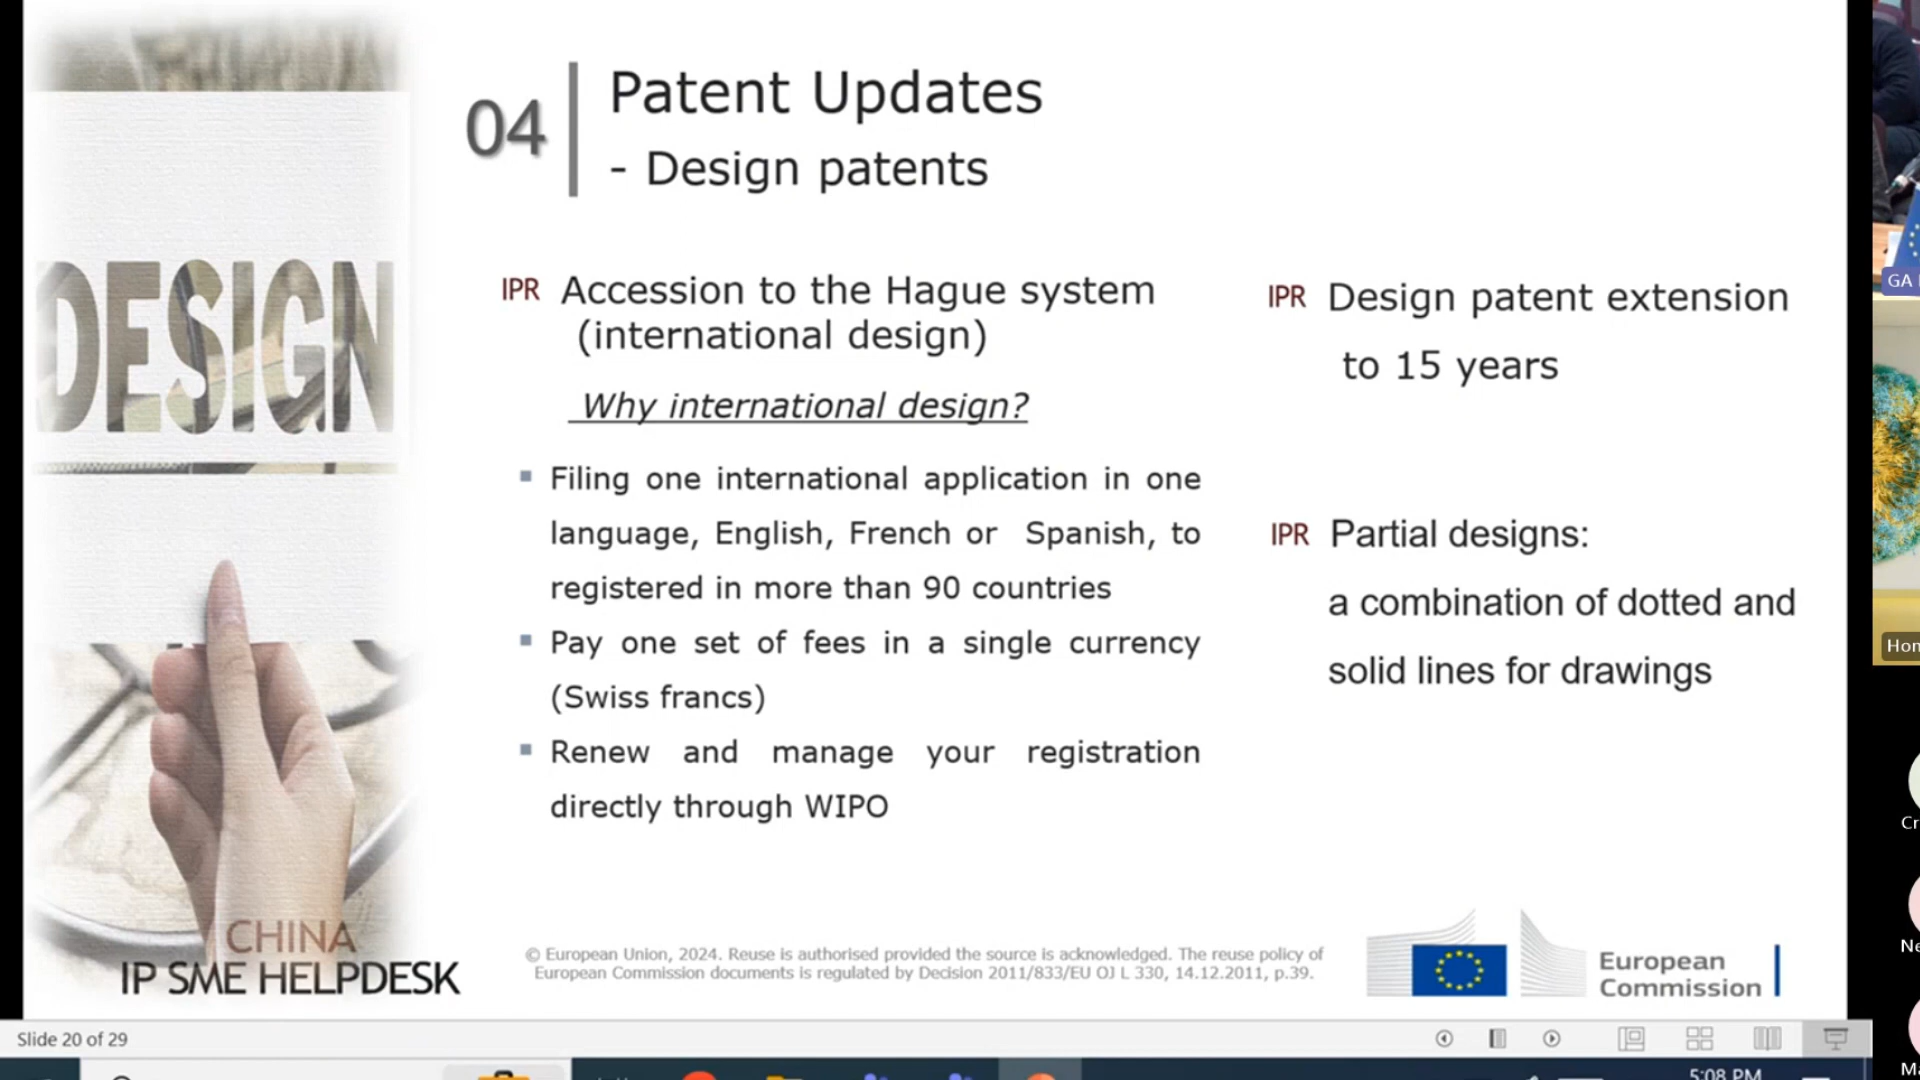 04
Patent Updates
- Design patents
IPR Accession to the Hague system
(international design)
Why international design?
▪ Filing one international application in one
language, English, French or Spanish, to
registered in more than 90 countries
▪ Pay one set of fees in a single currency
(Swiss francs)
▪ Renew and manage your registration
directly through WIPO
IPR Design patent extension
to 15 years
IPR Partial designs:
a combination of dotted and
solid lines for drawings
DESIGN
CHINA
IP SME HELPDESK
© European Union, 2024. Reuse is authorised provided the source is acknowledged. The reuse policy of
European Commission documents is regulated by Decision 2011/833/EU OJ L 330, 14.12.2011, p.39.
European
Commission
GA
Slide 20 of 29
5:08 PM